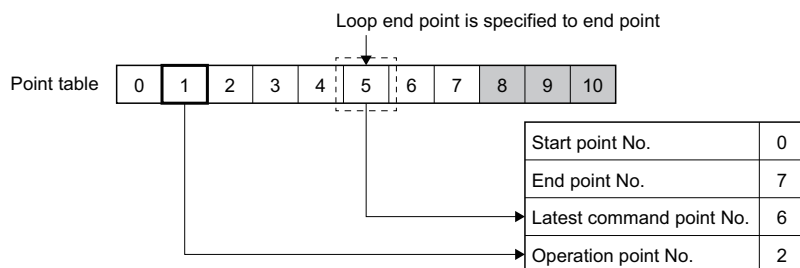 Loop end point is specified to end point
Point table 0 1 2 3 4 5 6 7 8 9 10
Start point No. 0
End point No. 7
Latest command point No. 6
Operation point No. 2